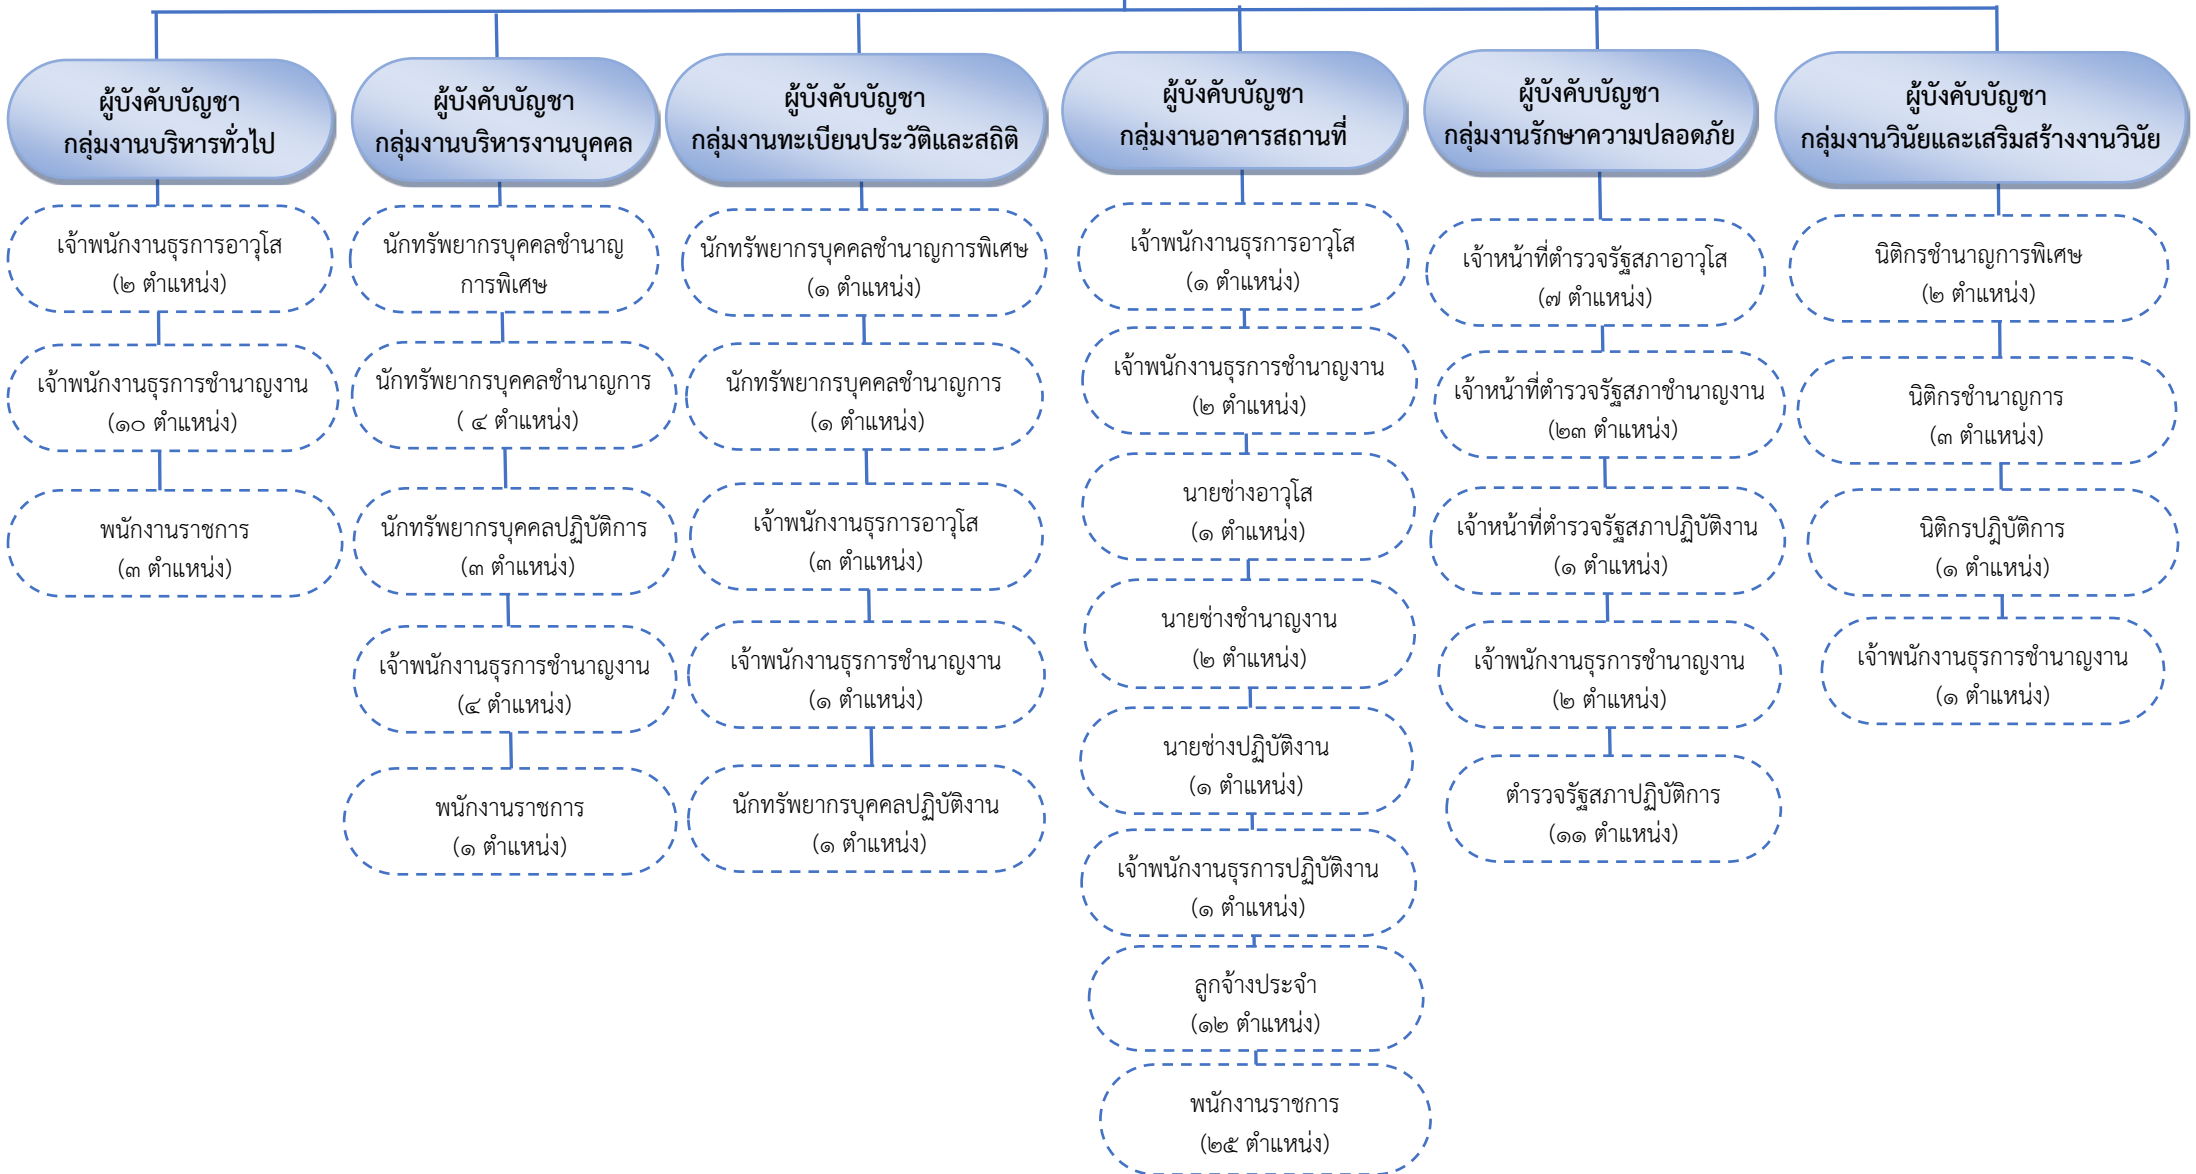 ผู้บังคับบัญชา
กลุ่มงานบริหารทั่วไป
เจ้าพนักงานธุรการอาวุโส
(๒ ตำแหน่ง)
เจ้าพนักงานธุรการชำนาญงาน
(๑๐ ตำแหน่ง)
พนักงานราชการ
(๓ ตำแหน่ง)
ผู้บังคับบัญชา
กลุ่มงานบริหารงานบุคคล
นักทรัพยากรบุคคลชำนาญ
การพิเศษ
นักทรัพยากรบุคคลชำนาญการ
( ๔ ตำแหน่ง)
นักทรัพยากรบุคคลปฏิบัติการ
(๓ ตำแหน่ง)
เจ้าพนักงานธุรการชำนาญงาน
(๔ ตำแหน่ง)
พนักงานราชการ
(๑ ตำแหน่ง)
ผู้บังคับบัญชา
กลุ่มงานทะเบียนประวัติและสถิติ
นักทรัพยากรบุคคลชำนาญการพิเศษ
(๑ ตำแหน่ง)
นักทรัพยากรบุคคลชำนาญการ
(๑ ตำแหน่ง)
เจ้าพนักงานธุรการอาวุโส
(๓ ตำแหน่ง)
เจ้าพนักงานธุรการชำนาญงาน
(๑ ตำแหน่ง)
นักทรัพยากรบุคคลปฏิบัติงาน
(๑ ตำแหน่ง)
ผู้บังคับบัญชา
กลุ่มงานอาคารสถานที่
เจ้าพนักงานธุรการอาวุโส
(๑ ตำแหน่ง)
เจ้าพนักงานธุรการชำนาญงาน
(๒ ตำแหน่ง)
นายช่างอาวุโส
(๑ ตำแหน่ง)
นายช่างชำนาญงาน
(๒ ตำแหน่ง)
นายช่างปฏิบัติงาน
(๑ ตำแหน่ง)
เจ้าพนักงานธุรการปฏิบัติงาน
(๑ ตำแหน่ง)
ลูกจ้างประจำ
(๑๒ ตำแหน่ง)
พนักงานราชการ
(๒๕ ตำแหน่ง)
ผู้บังคับบัญชา
กลุ่มงานรักษาความปลอดภัย
เจ้าหน้าที่ตำรวจรัฐสภาอาวุโส
(๗ ตำแหน่ง)
เจ้าหน้าที่ตำรวจรัฐสภาชำนาญงาน
(๒๓ ตำแหน่ง)
เจ้าหน้าที่ตำรวจรัฐสภาปฏิบัติงาน
(๑ ตำแหน่ง)
เจ้าพนักงานธุรการชำนาญงาน
(๒ ตำแหน่ง)
ตำรวจรัฐสภาปฏิบัติการ
(๑๑ ตำแหน่ง)
ผู้บังคับบัญชา
กลุ่มงานวินัยและเสริมสร้างงานวินัย
นิติกรชำนาญการพิเศษ
(๒ ตำแหน่ง)
นิติกรชำนาญการ
(๓ ตำแหน่ง)
นิติกรปฎิบัติการ
(๑ ตำแหน่ง)
เจ้าพนักงานธุรการชำนาญงาน
(๑ ตำแหน่ง)